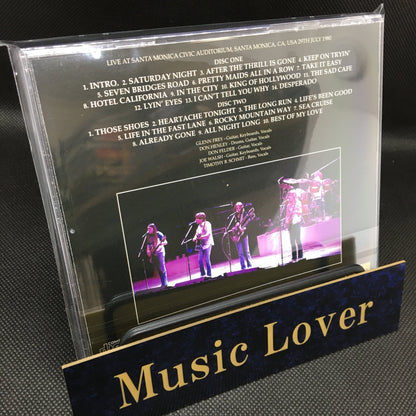 LIVE AT SANTA MONICA CIVIC AUDITORIUM, SANTA MONICA, CA, USA 29TH JULY 1980
DISC ONE
1. INTRO. 2. SATURDAY NIGHT 3. AFTER THE THRILL IS GONE 4. KEEP ON TRYIN'
5. SEVEN BRIDGES ROAD 6. PRETTY MAIDS ALL IN A ROW 7. TAKE IT EASY
8. HOTEL CALIFORNIA 9. IN THE CITY 10. KING OF HOLLYWOOD 11. THE SAD CAFE
12. LYIN' EYES 13. I CAN'T TELL YOU WHY 14. DESPERADO
DISC TWO
1. THOSE SHOES 2. HEARTACHE TONIGHT 3. THE LONG RUN 4. LIFE'S BEEN GOOD
5. LIFE IN THE FAST LANE 6. ROCKY MOUNTAIN WAY 7. SEA CRUISE
8. ALREADY GONE 9. ALL NIGHT LONG 10. BEST OF MY LOVE
GLENN FREY - Guitar, Keyboards, Vocals
DON HENLEY - Drums, Guitar, Vocals
DON FELDER - Guitar, Vocals
JOE WALSH - Guitar, Keyboards, Vocals
TIMOTHY B. SCHMIT - Bass, Vocals
Music Lover